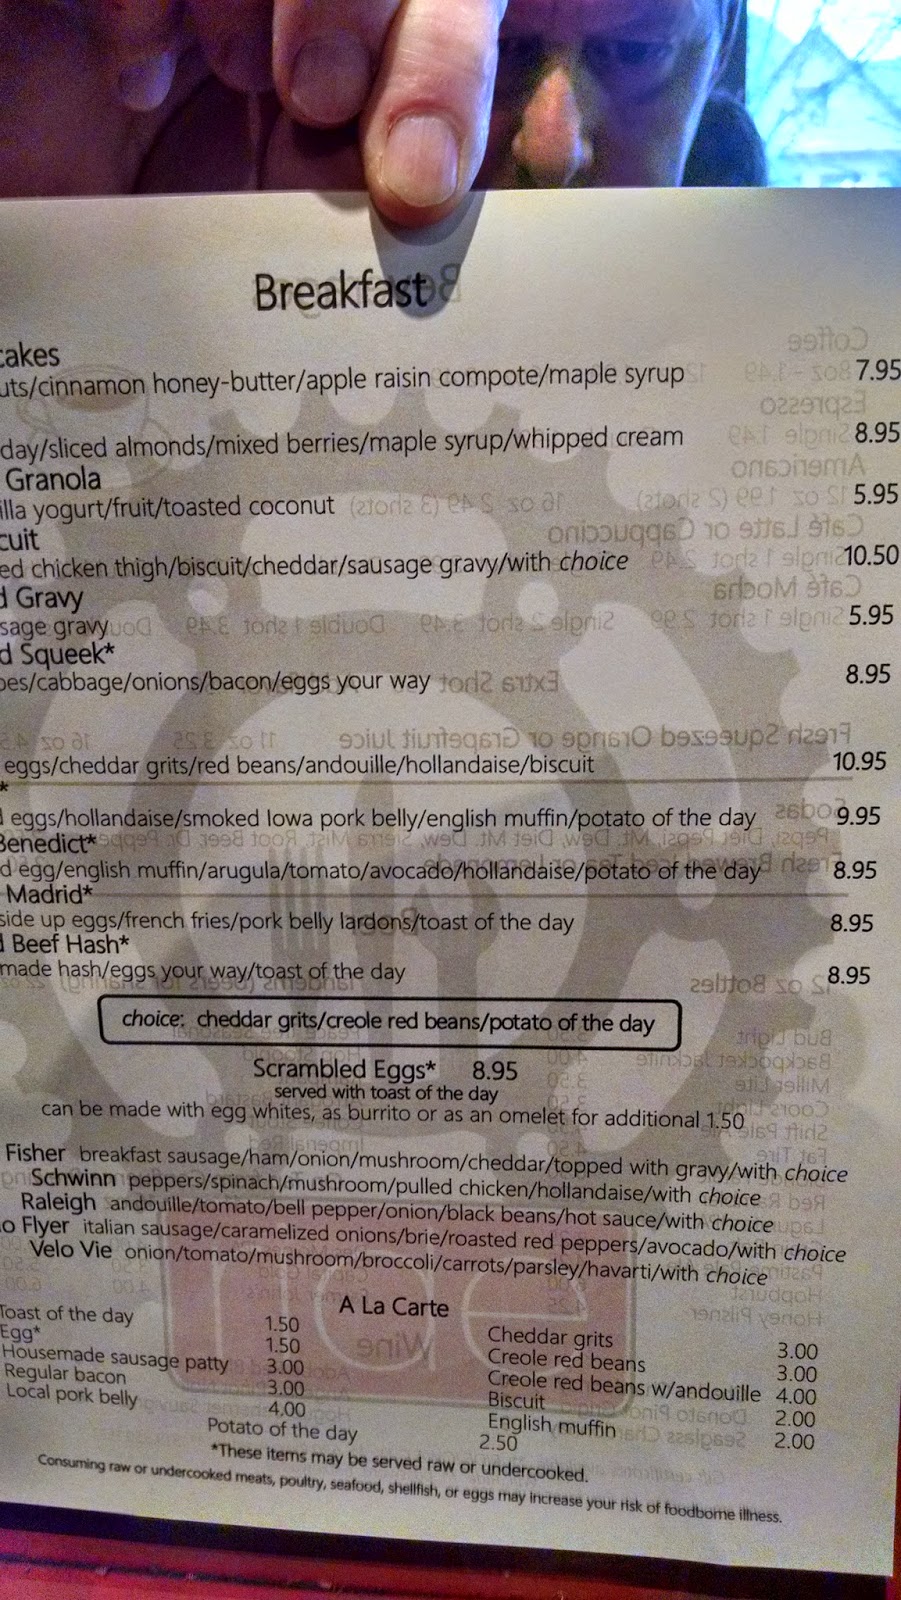 Breakfast
cakes
uts/cinnamon honey-butter/apple raisin compote/maple syrup 7.95
day/sliced almonds/mixed berries/maple syrup/whipped cream 8.95
Granola
illa yogurt/fruit/toasted coconut 5.95
cuit
ed chicken thigh/biscuit/cheddar/sausage gravy/with choice 10.50
d Gravy
sage gravy 5.95
d Squeek*
oes/cabbage/onions/bacon/eggs your way 8.95
eggs/cheddar grits/red beans/andouille/hollandaise/biscuit 10.95
*
d eggs/hollandaise/smoked Iowa pork belly/english muffin/potato of the day 9.95
Benedict*
d egg/english muffin/arugula/tomato/avocado/hollandaise/potato of the day 8.95
Madrid*
side up eggs/french fries/pork belly lardons/toast of the day 8.95
d Beef Hash*
made hash/eggs your way/toast of the day 8.95
choice: cheddar grits/creole red beans/potato of the day
Scrambled Eggs* 8.95
served with toast of the day
can be made with egg whites, as burrito or as an omelet for additional 1.50
Fisher breakfast sausage/ham/onion/mushroom/cheddar/topped with gravy/with choice
Schwinn peppers/spinach/mushroom/pulled chicken/hollandaise/with choice
Raleigh andouille/tomato/bell pepper/onion/black beans/hot sauce/with choice
o Flyer italian sausage/caramelized onions/brie/roasted red peppers/avocado/with choice
Velo Vie onion/tomato/mushroom/broccoli/carrots/parsley/havarti/with choice
A La Carte
Toast of the day 1.50
Egg* 1.50
Housemade sausage patty 3.00
Regular bacon 3.00
Local pork belly 4.00
Cheddar grits 3.00
Creole red beans 3.00
Creole red beans w/andouille 4.00
Biscuit 2.00
English muffin 2.00
Potato of the day 2.50
*These items may be served raw or undercooked.
Consuming raw or undercooked meats, poultry, seafood, shellfish, or eggs may increase your risk of foodborne illness.